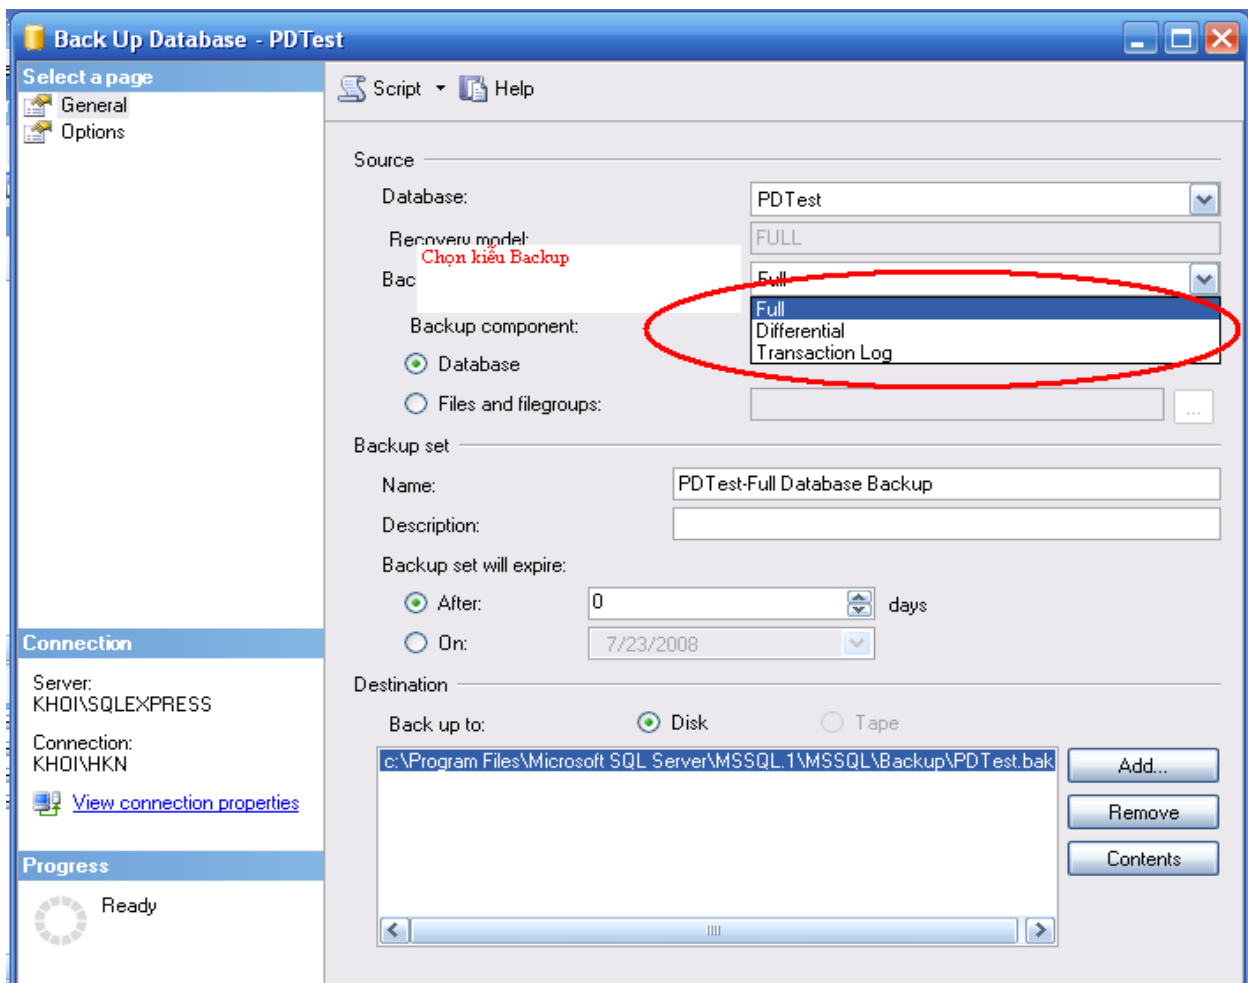 Back Up Database - PDTest
Select a page
General
Options
Script
Help
Source
Database:
PDTest
Recovery model:
FULL
Chọn kiểu Backup
Bac
Full
Full
Differential
Transaction Log
Backup component:
Database
Files and filegroups:
...
Backup set
Name:
PDTest-Full Database Backup
Description:
Backup set will expire:
After:
0
days
On:
7/23/2008
Destination
Back up to:
Disk
Tape
c:\Program Files\Microsoft SQL Server\MSSQL.1\MSSQL\Backup\PDTest.bak
Add...
Remove
Contents
Connection
Server:
KHOI\SQLEXPRESS
Connection:
KHOI\HKN
View connection properties
Progress
Ready